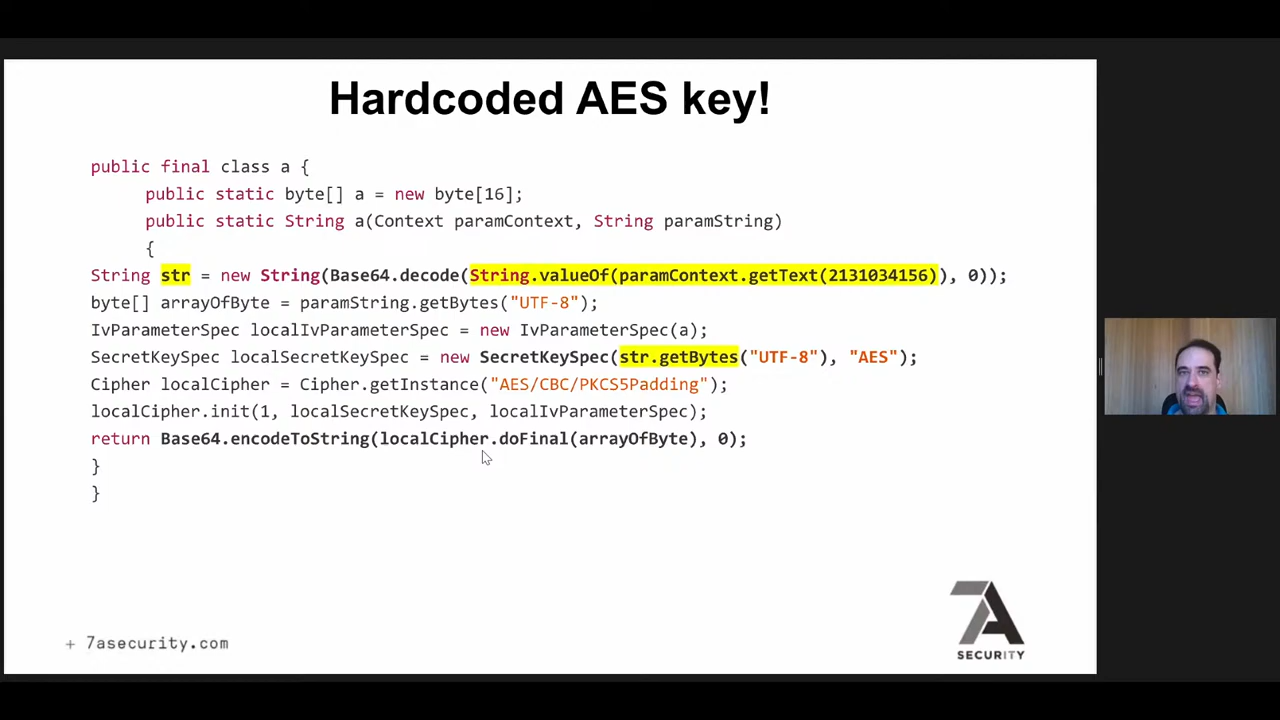 Hardcoded AES key!
public final class a {
public static byte[] a = new byte[16];
public static String a(Context paramContext, String paramString)
{
String str = new String(Base64.decode(String.valueOf(paramContext.getText(2131034156)), 0));
byte[] arrayOfByte = paramString.getBytes("UTF-8");
IvParameterSpec localIvParameterSpec = new IvParameterSpec(a);
SecretKeySpec localSecretKeySpec = new SecretKeySpec(str.getBytes("UTF-8"), "AES");
Cipher localCipher = Cipher.getInstance("AES/CBC/PKCS5Padding");
localCipher.init(1, localSecretKeySpec, localIvParameterSpec);
return Base64.encodeToString(localCipher.doFinal(arrayOfByte), 0);
}
}
+ 7asecurity.com
7A
SECURITY